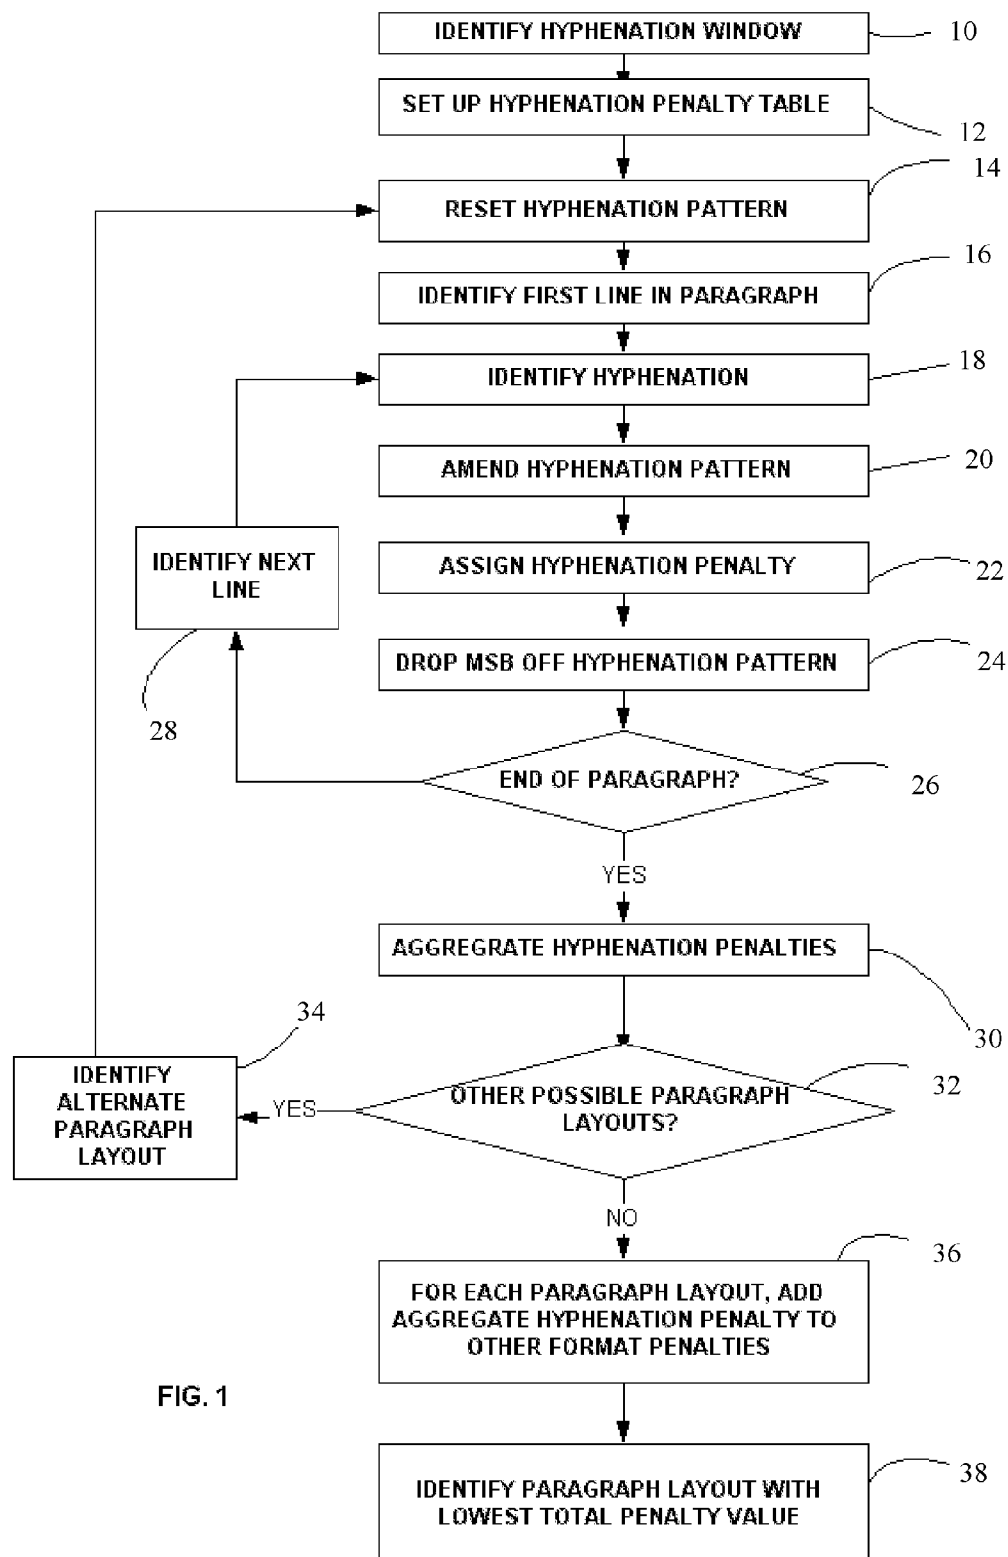 IDENTIFY HYPHENATION WINDOW
10
SET UP HYPHENATION PENALTY TABLE
12
14
RESET HYPHENATION PATTERN
16
IDENTIFY FIRST LINE IN PARAGRAPH
IDENTIFY HYPHENATION
18
AMEND HYPHENATION PATTERN
20
IDENTIFY NEXT
LINE
28
ASSIGN HYPHENATION PENALTY
22
DROP MSB OFF HYPHENATION PATTERN
24
END OF PARAGRAPH?
26
YES
AGGREGRATE HYPHENATION PENALTIES
30
34
IDENTIFY
ALTERNATE
PARAGRAPH
LAYOUT
YES
OTHER POSSIBLE PARAGRAPH
LAYOUTS?
32
NO
36
FOR EACH PARAGRAPH LAYOUT, ADD
AGGREGATE HYPHENATION PENALTY TO
OTHER FORMAT PENALTIES
FIG. 1
IDENTIFY PARAGRAPH LAYOUT WITH
LOWEST TOTAL PENALTY VALUE
38